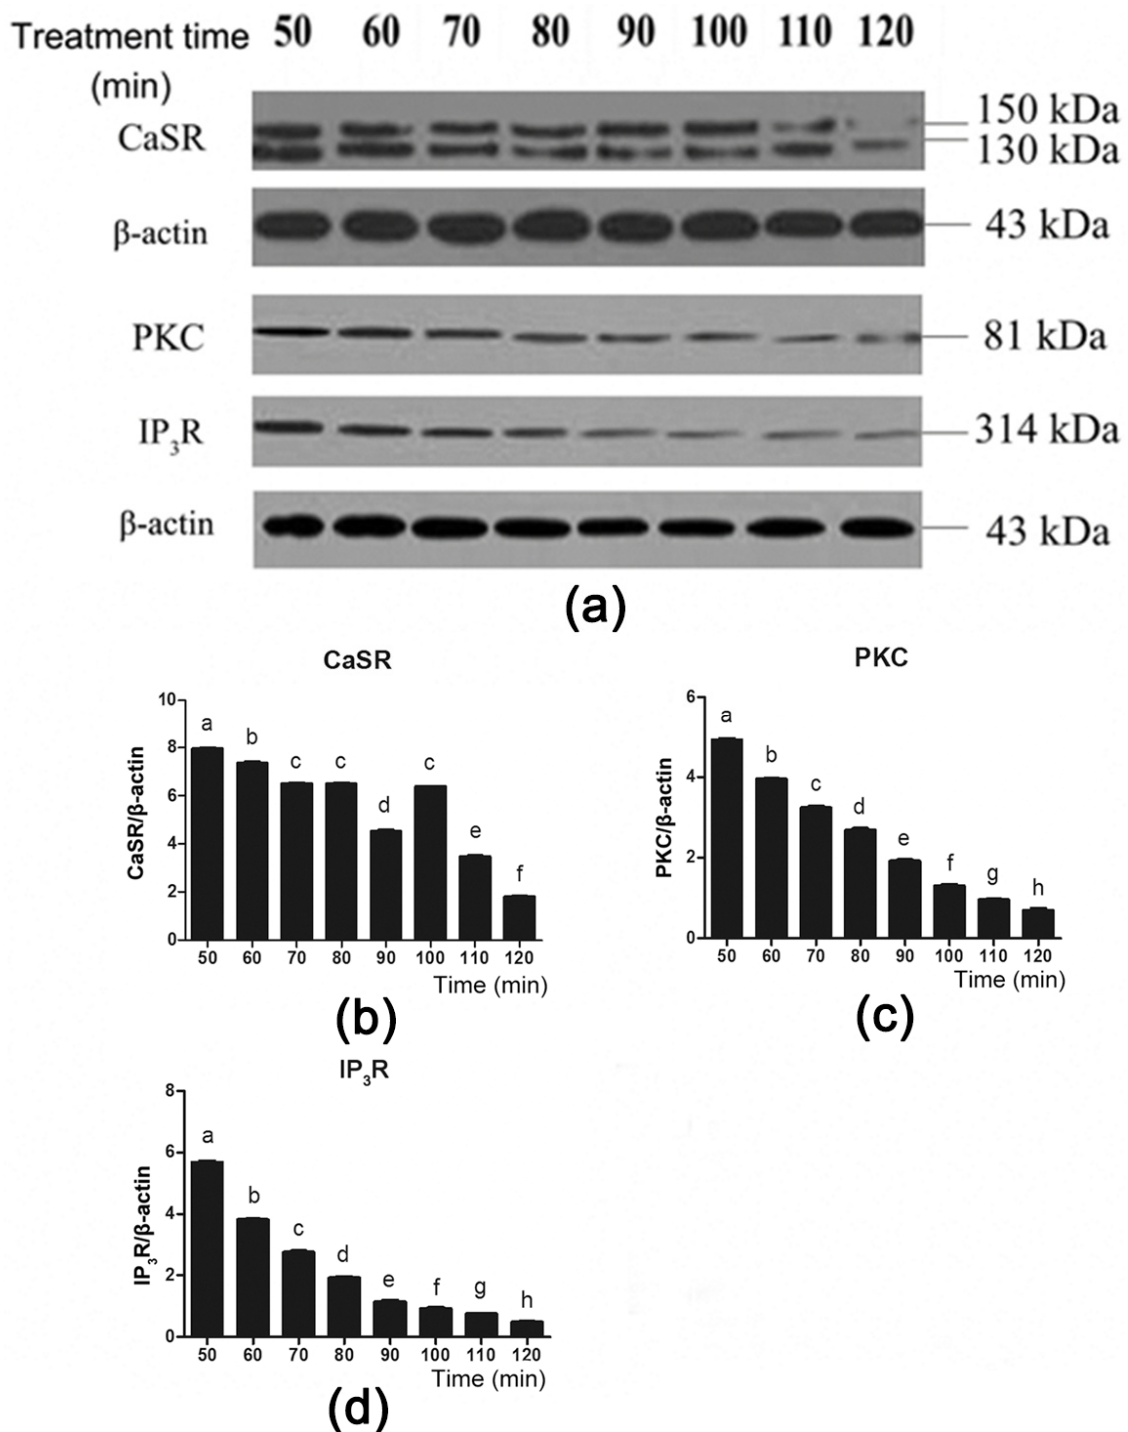 Treatment time 50 60 70 80 90 100 110 120
(min)
CaSR 150 kDa
130 kDa
β-actin 43 kDa
PKC 81 kDa
IP₃R 314 kDa
β-actin 43 kDa
(a)
CaSR
CaSR/β-actin
10
8
6
4
2
0
a b c c d c e f
50 60 70 80 90 100 110 120
Time (min)
(b)
PKC
PKC/β-actin
6
4
2
0
a b c d e f g h
50 60 70 80 90 100 110 120
Time (min)
(c)
IP₃R
IP₃R/β-actin
8
6
4
2
0
a b c d e f g h
50 60 70 80 90 100 110 120
Time (min)
(d)